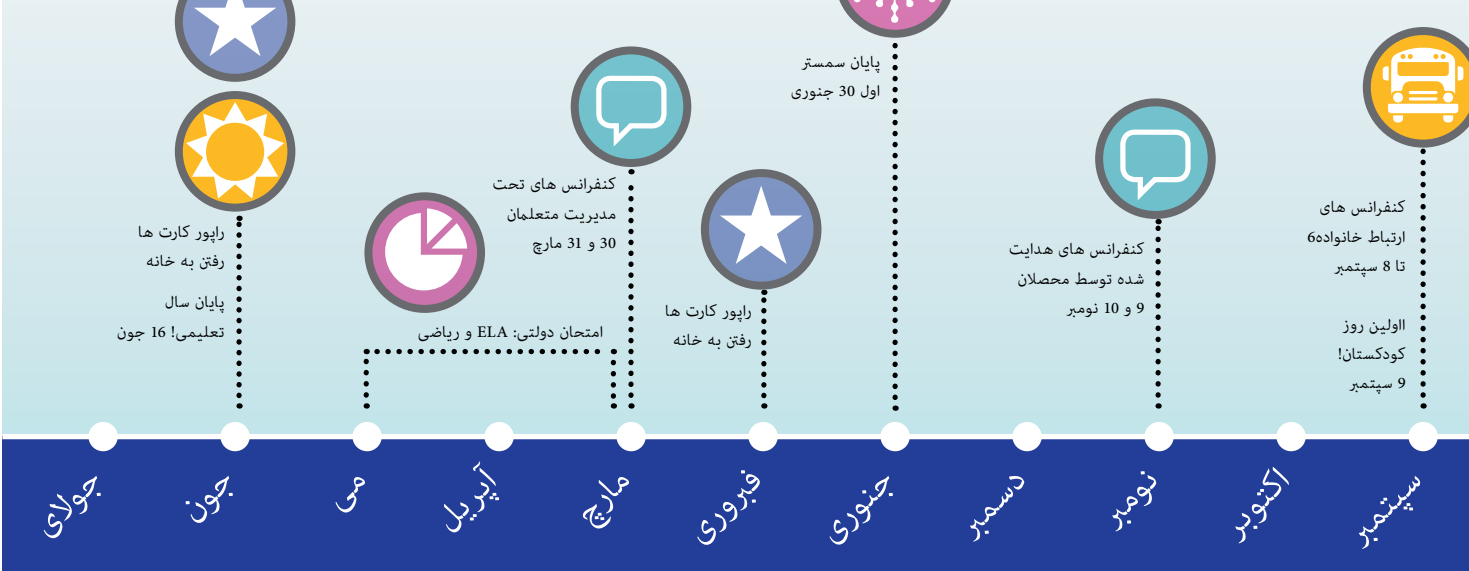 کنفرانس های
ارتباط خانواده6
تا 8 سپتمبر
ااولین روز
کودکستان!
9 سپتمبر
کنفرانس های هدایت
شده توسط محصلان
9 و 10 نومبر
پایان سمستر
اول 30 جنوری
راپور کارت ها
رفتن به خانه
کنفرانس های تحت
مدیریت متعلمان
30 و 31 مارچ
امتحان دولتی: ELA و ریاضی
راپور کارت ها
رفتن به خانه
پایان سال
تعلیمی! 16 جون
سپتمبر
اکتوبر
نومبر
دسمبر
جنوری
فبروری
مارچ
آپریل
می
جون
جولای